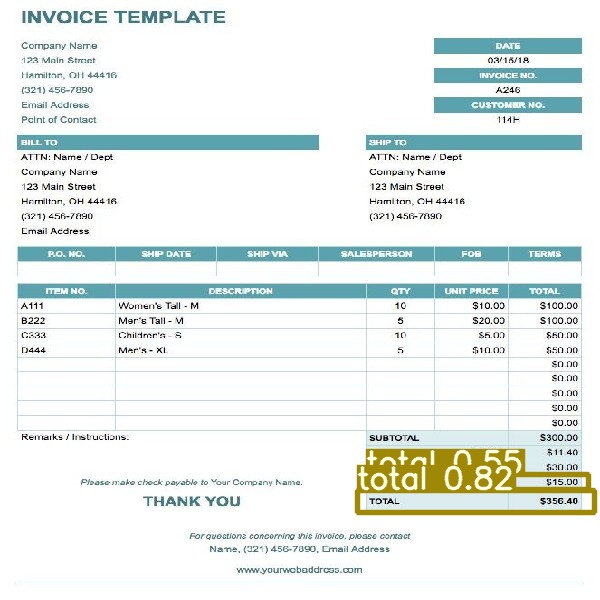 INVOICE TEMPLATE
Company Name
123 Main Street
Hamilton, OH 44416
(321) 456-7890
Email Address
Point of Contact
DATE
03/15/18
INVOICE NO.
A246
CUSTOMER NO.
114H
BILL TO
ATTN: Name / Dept
Company Name
123 Main Street
Hamilton, OH 44416
(321) 456-7890
Email Address
SHIP TO
ATTN: Name / Dept
Company Name
123 Main Street
Hamilton, OH 44416
(321) 456-7890
P.O. NO. SHIP DATE SHIP VIA SALESPERSON FOB TERMS
ITEM NO. DESCRIPTION QTY UNIT PRICE TOTAL
A111 Women's Tall - M 10 $10.00 $100.00
B222 Men's Tall - M 5 $20.00 $100.00
C333 Children's - S 10 $5.00 $50.00
D444 Men's - XL 5 $10.00 $50.00
$0.00
$0.00
$0.00
$0.00
$0.00
Remarks / Instructions: SUBTOTAL $300.00
total 0.55 $11.40
total 0.82 $30.00
Please make check payable to Your Company Name. $15.00
THANK YOU TOTAL $356.40
For questions concerning this invoice, please contact
Name, (321) 456-7890, Email Address
www.yourwebaddress.com